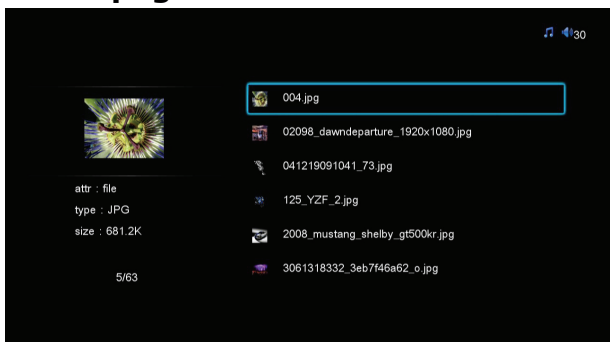 30
004.jpg
02098_dawndeparture_1920x1080.jpg
041219091041_73.jpg
125_YZF_2.jpg
2008_mustang_shelby_gt500kr.jpg
3061318332_3eb7f46a62_o.jpg
attr : file
type : JPG
size : 681.2K
5/63